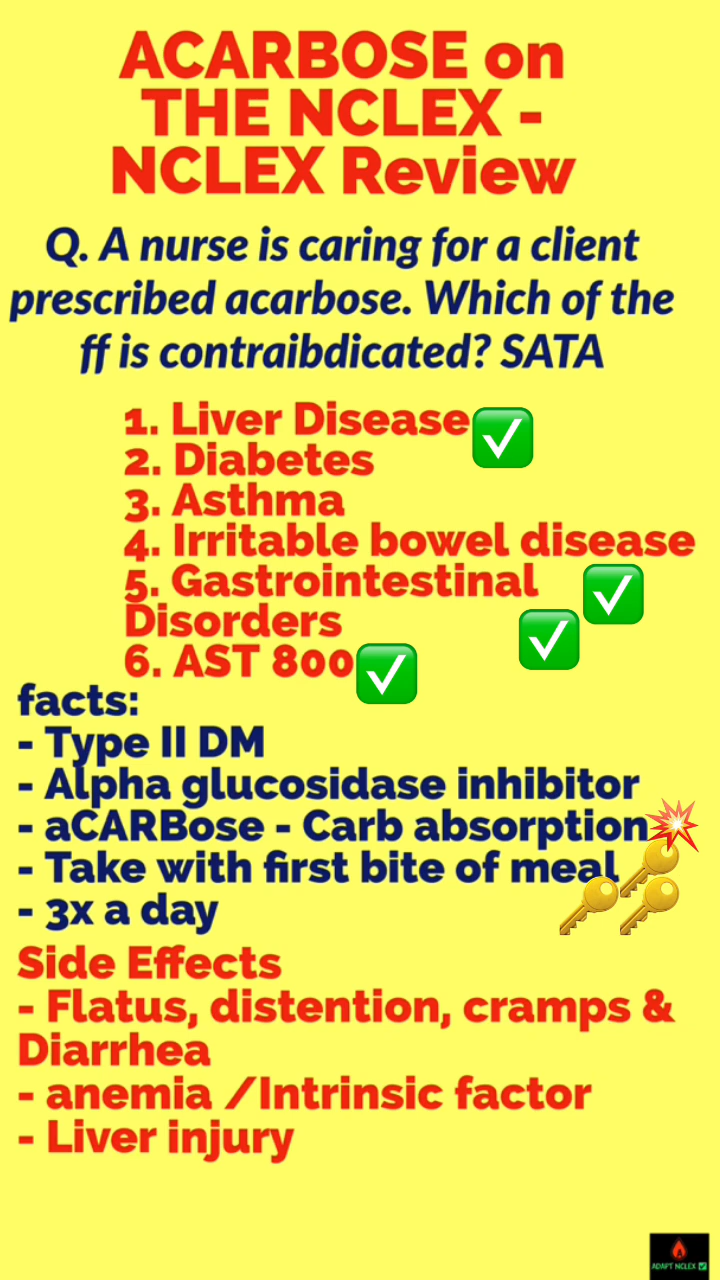 ACARBOSE on
THE NCLEX -
NCLEX Review
Q. A nurse is caring for a client
prescribed acarbose. Which of the
ff is contraibdicated? SATA
1. Liver Disease
2. Diabetes
3. Asthma
4. Irritable bowel disease
5. Gastrointestinal
Disorders
6. AST 800
facts:
- Type II DM
- Alpha glucosidase inhibitor
- aCARBose - Carb absorption
- Take with first bite of meal
- 3x a day
Side Effects
- Flatus, distention, cramps &
Diarrhea
- anemia /Intrinsic factor
- Liver injury
ADAPT NCLEX